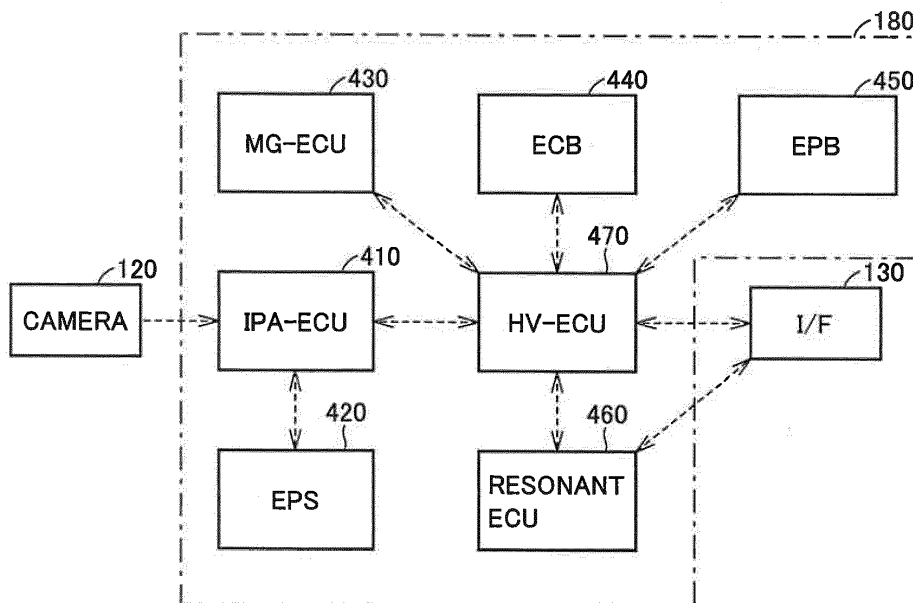 180
430
440
450
MG-ECU
ECB
EPB
120
410
470
130
CAMERA
IPA-ECU
HV-ECU
I/F
420
460
EPS
RESONANT
ECU